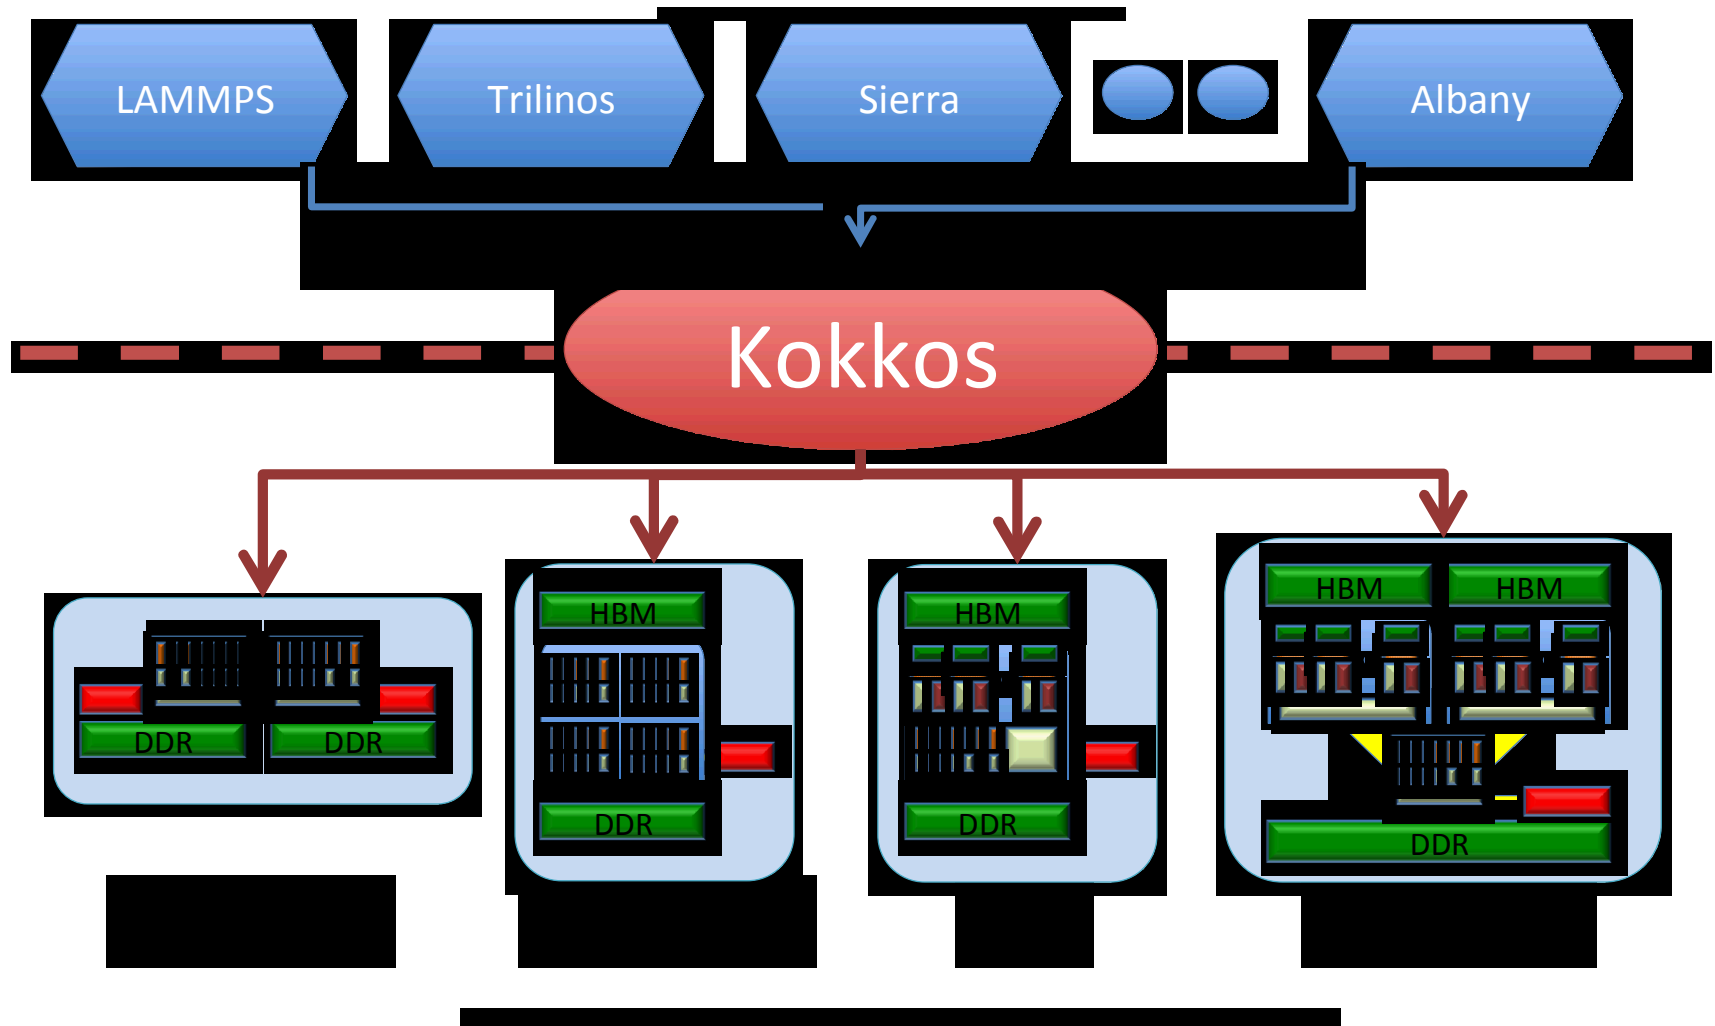 LAMMPS
Trilinos
Sierra
Albany
Kokkos
HBM
HBM
HBM
HBM
DDR
DDR
DDR
DDR
DDR